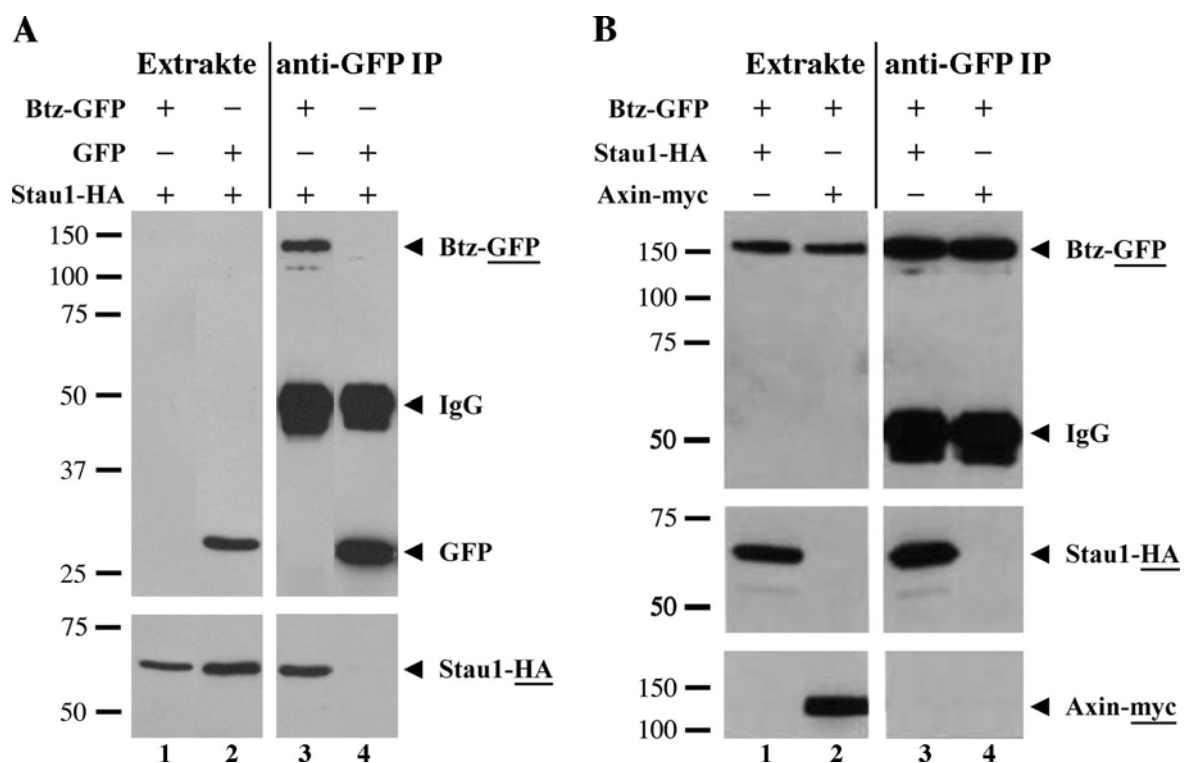 A
Extrakte anti-GFP IP
Btz-GFP + – + –
GFP – + – +
Stau1-HA + + + +
150
100
75
50
37
25
Btz-GFP
IgG
GFP
75
50
Stau1-HA
1 2 3 4
B
Extrakte anti-GFP IP
Btz-GFP + + + +
Stau1-HA + – + –
Axin-myc – + – +
150
100
75
50
Btz-GFP
IgG
75
50
Stau1-HA
150
100
Axin-myc
1 2 3 4